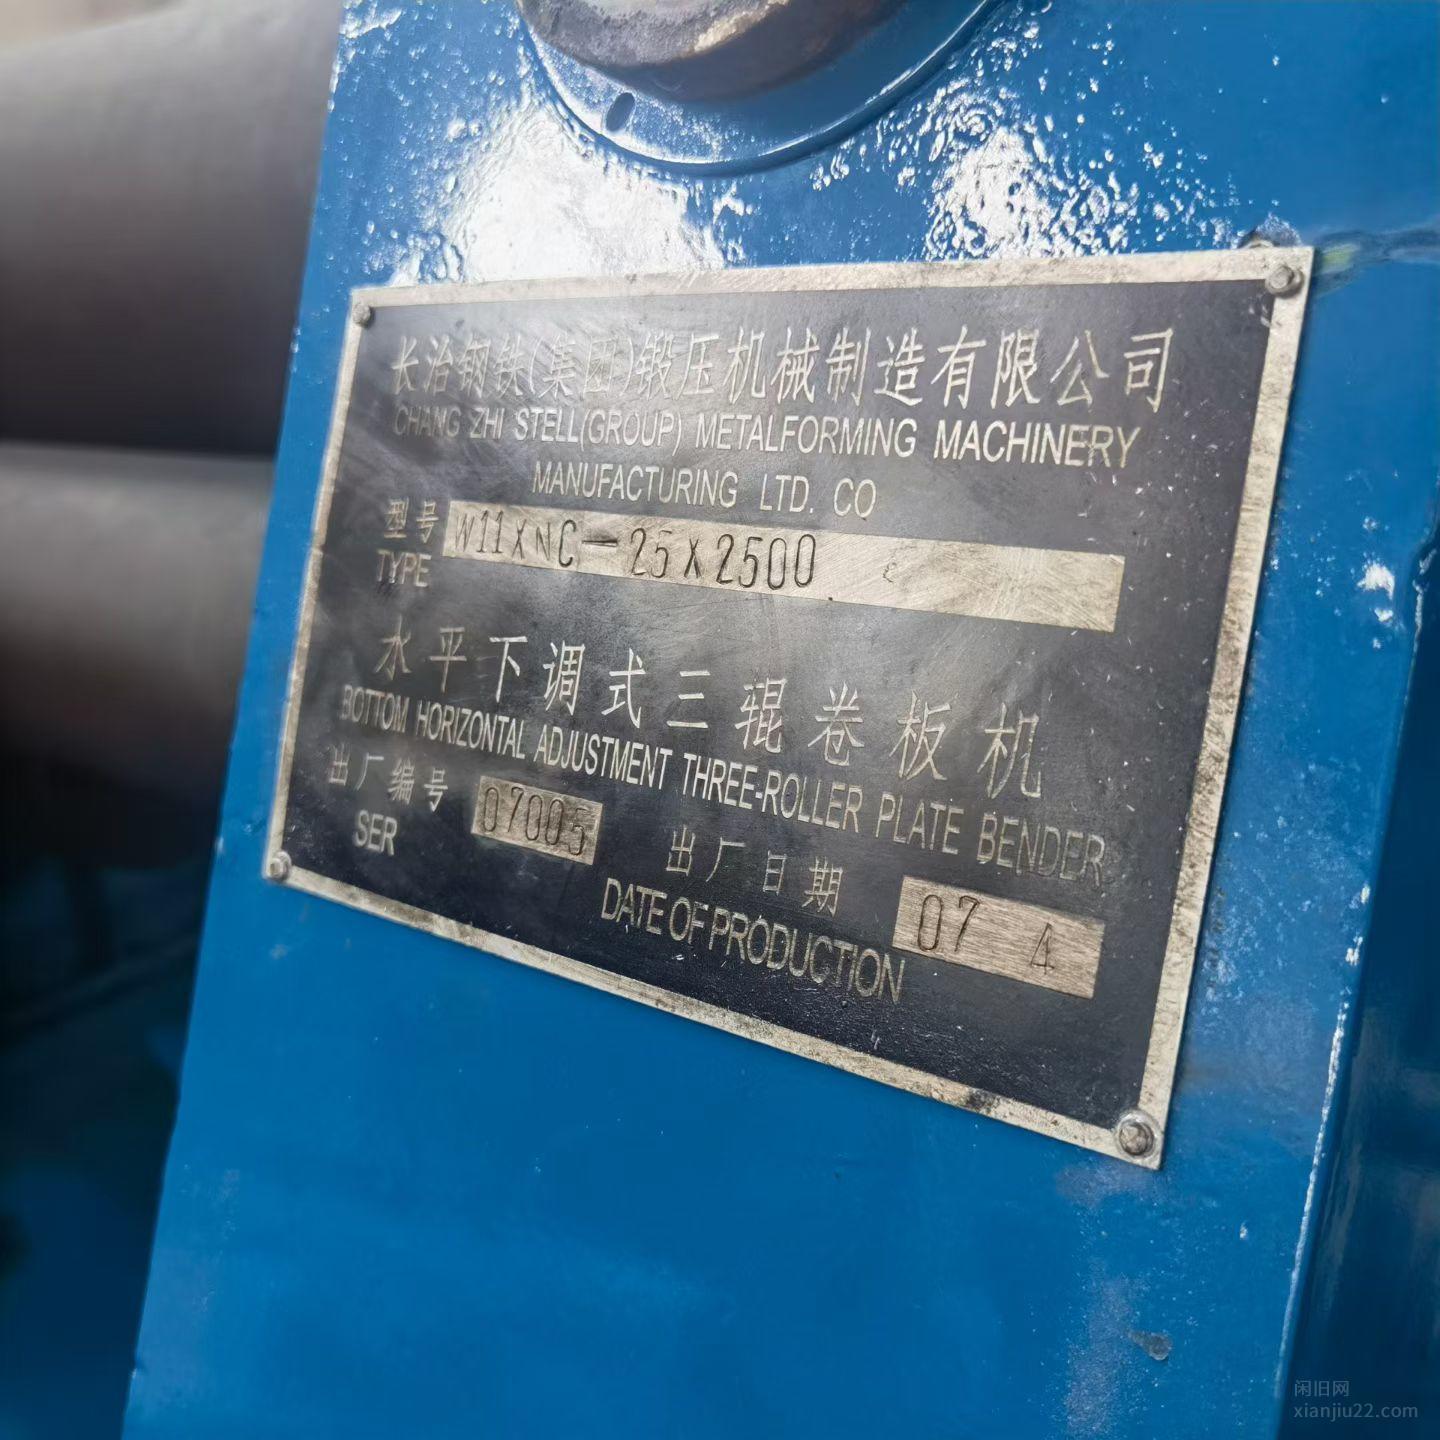 长治钢铁(集团)锻压机械制造有限公司
CHANG ZHI STELL(GROUP) METALFORMING MACHINERY
MANUFACTURING LTD. CO
型号 W11XNC-25X2500
TYPE
水平下调式三辊卷板机
BOTTOM HORIZONTAL ADJUSTMENT THREE-ROLLER PLATE BENDER
出厂编号 07005
SER
出厂日期 07 4
DATE OF PRODUCTION
闲旧网
xianjiu22.com